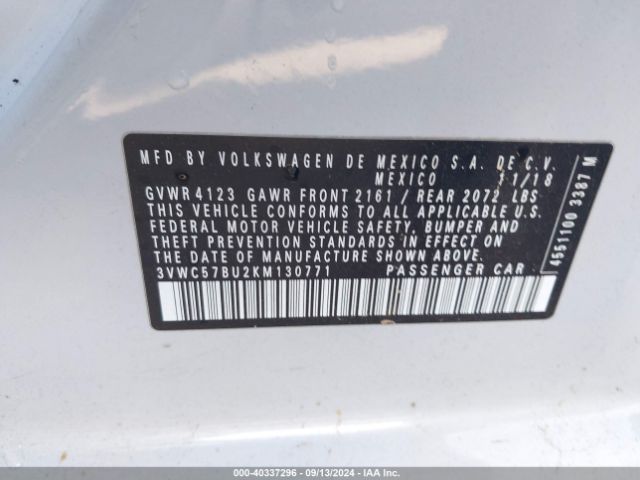 MFD BY VOLKSWAGEN DE MEXICO S.A. DE C.V.
MEXICO 11/18
GVWR 4123 GAWR FRONT 2161 / REAR 2072 LBS
THIS VEHICLE CONFORMS TO ALL APPLICABLE U.S.
FEDERAL MOTOR VEHICLE SAFETY, BUMPER AND
THEFT PREVENTION STANDARDS IN EFFECT ON
THE DATE OF MANUFACTURE SHOWN ABOVE.
3VWC57BU2KM130771 PASSENGER CAR
4551100 3387 M
000-40337296 - 09/13/2024 - IAA Inc.